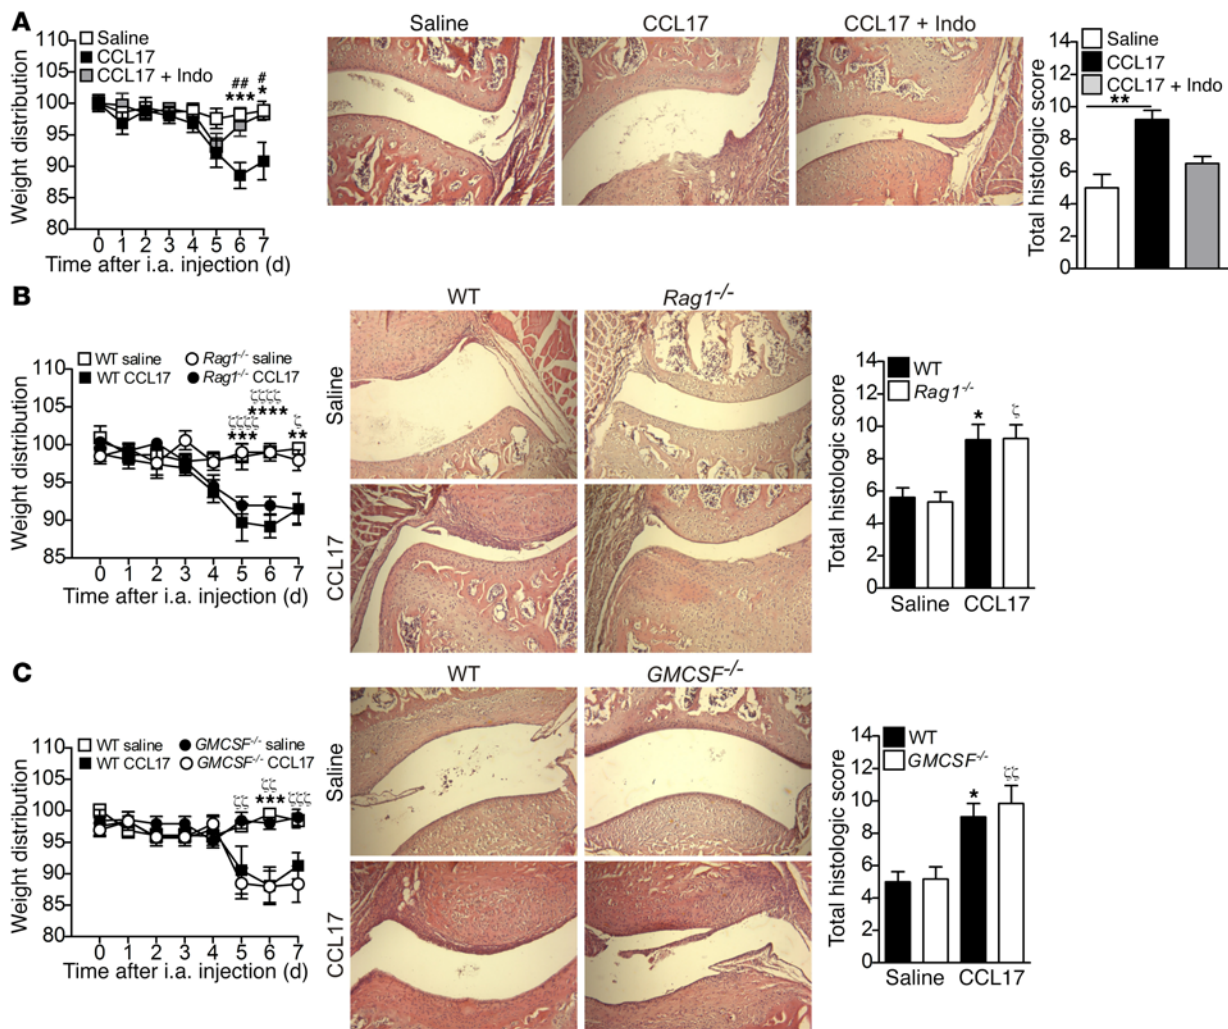 A
Weight distribution
110
105
100
95
90
85
80
Saline
CCL17
CCL17 + Indo
##
***
#
*
0 1 2 3 4 5 6 7
Time after i.a. injection (d)
Saline
CCL17
CCL17 + Indo
Total histologic score
14
12
10
8
6
4
2
0
Saline
CCL17
CCL17 + Indo
**
B
Weight distribution
110
105
100
95
90
85
WT saline
WT CCL17
Rag1-/- saline
Rag1-/- CCL17
ζζζζ
***
ζζζζ
****
ζ
**
0 1 2 3 4 5 6 7
Time after i.a. injection (d)
WT
Rag1-/-
Saline
CCL17
Total histologic score
14
12
10
8
6
4
2
0
WT
Rag1-/-
*
ζ
Saline CCL17
C
Weight distribution
110
105
100
95
90
85
80
WT saline
WT CCL17
GMCSF-/- saline
GMCSF-/- CCL17
ζζ
ζζ
***
ζζζ
0 1 2 3 4 5 6 7
Time after i.a. injection (d)
WT
GMCSF-/-
Saline
CCL17
Total histologic score
14
12
10
8
6
4
2
0
WT
GMCSF-/-
*
ζζ
Saline CCL17